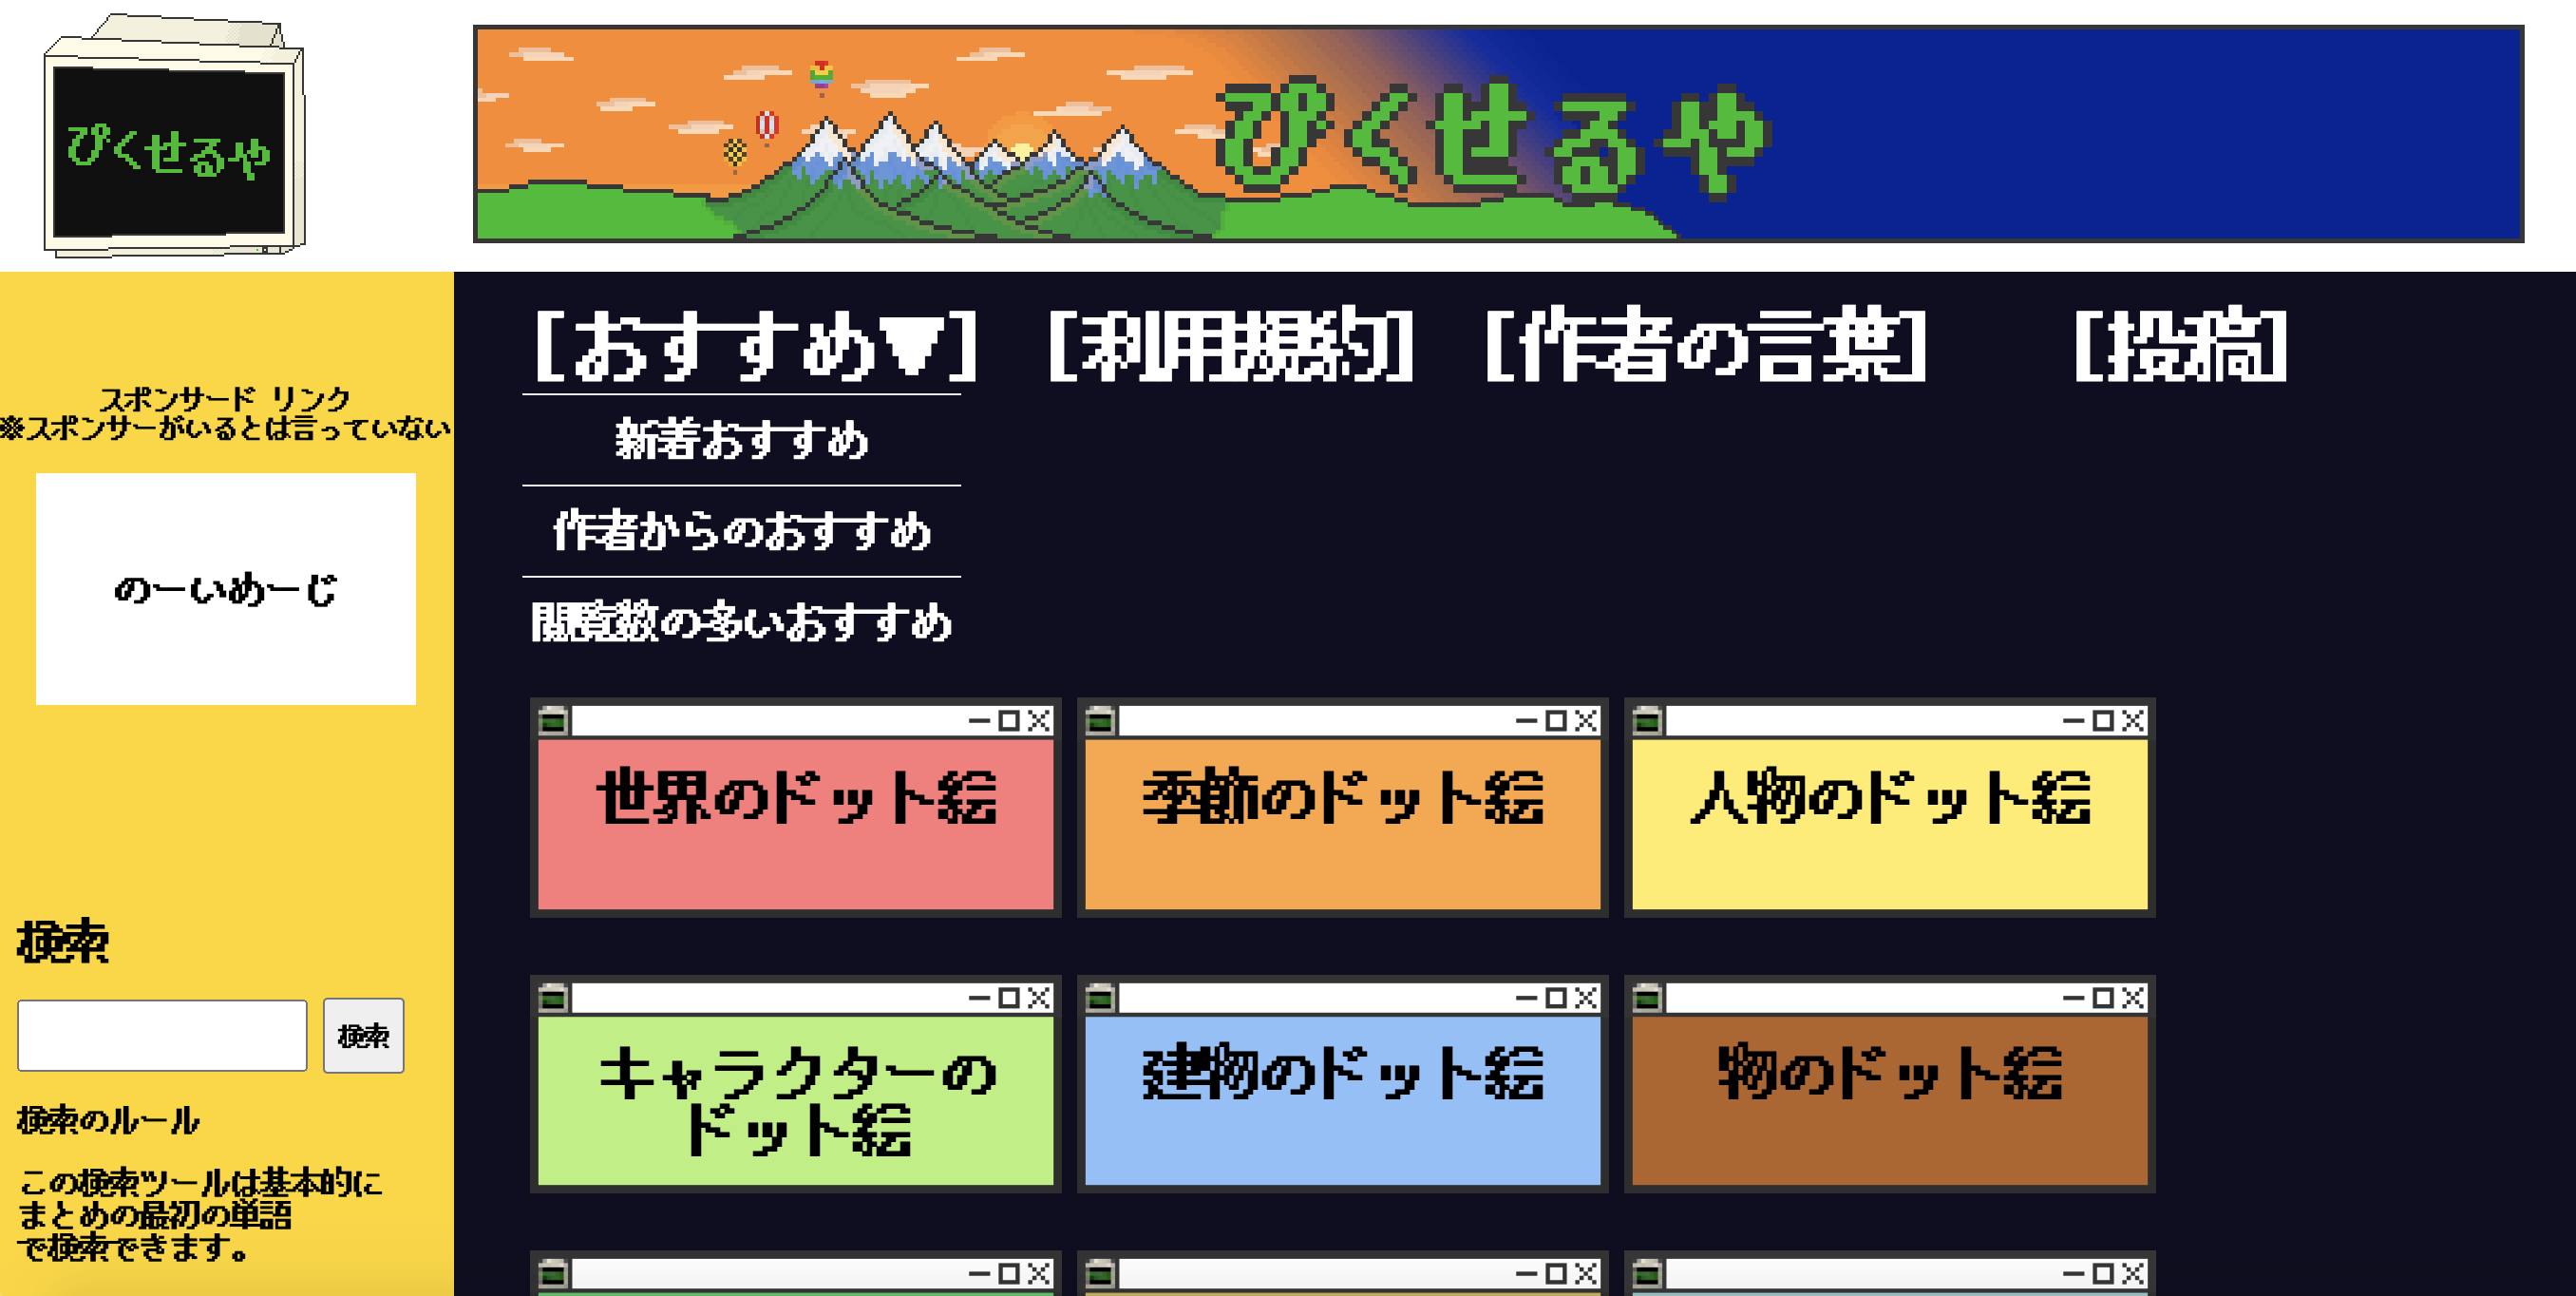 ぴくせるや
ぴくせるや
[おすすめ▼] [利用規約] [作者の言葉] [投稿]
新着おすすめ
作者からのおすすめ
閲覧数の多いおすすめ
スポンサード リンク
※スポンサーがいるとは言っていない
のーいめーじ
検索
検索
検索のルール
この検索ツールは基本的に
まとめの最初の単語
で検索できます。
世界のドット絵
季節のドット絵
人物のドット絵
キャラクターの
ドット絵
建物のドット絵
物のドット絵